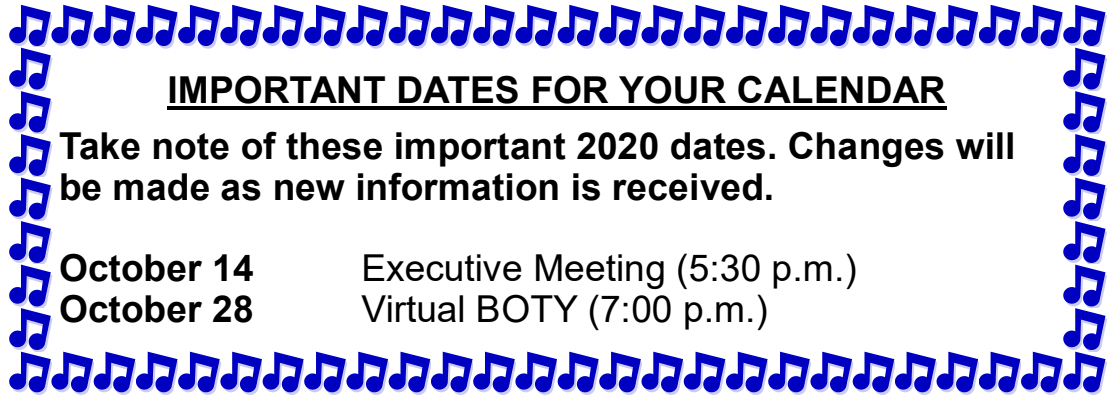 IMPORTANT DATES FOR YOUR CALENDAR
Take note of these important 2020 dates. Changes will
be made as new information is received.
October 14 Executive Meeting (5:30 p.m.)
October 28 Virtual BOTY (7:00 p.m.)